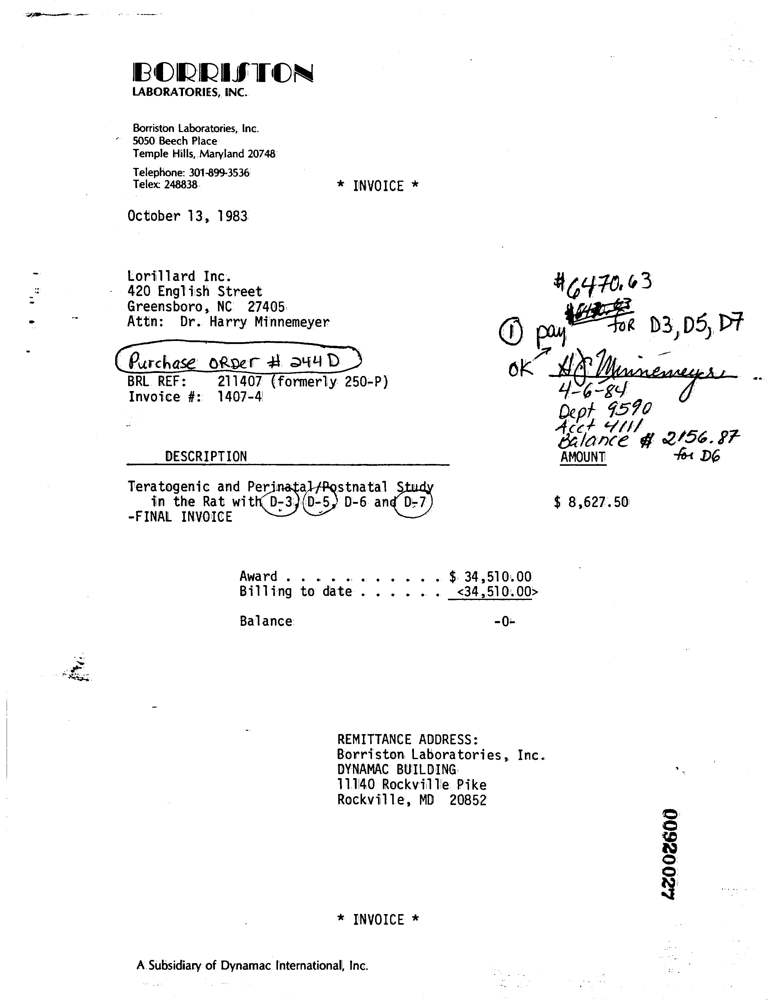 BORRISTON
LABORATORIES, INC.
Borriston Laboratories, Inc.
5050 Beech Place
Temple Hills, Maryland 20748
Telephone: 301-899-3536
Telex: 248838
* INVOICE *
October 13, 1983
Lorillard Inc.
420 English Street
Greensboro, NC 27405
Attn: Dr. Harry Minnemeyer
#6470.63
① pay for D3, D5, D7
OK HJ Minnemeyer
4-6-84
Dept 9590
Acct 4111
Balance # 2156.87
for D6
Purchase ORDer # 244D
BRL REF: 211407 (formerly 250-P)
Invoice #: 1407-4
DESCRIPTION AMOUNT
Teratogenic and Perinatal/Postnatal Study
in the Rat with D-3, D-5, D-6 and D-7 $ 8,627.50
-FINAL INVOICE
Award . . . . . . . . . . . $ 34,510.00
Billing to date . . . . . . <34,510.00>
Balance -0-
REMITTANCE ADDRESS:
Borriston Laboratories, Inc.
DYNAMAC BUILDING
11140 Rockville Pike
Rockville, MD 20852
00920027
* INVOICE *
A Subsidiary of Dynamac International, Inc.